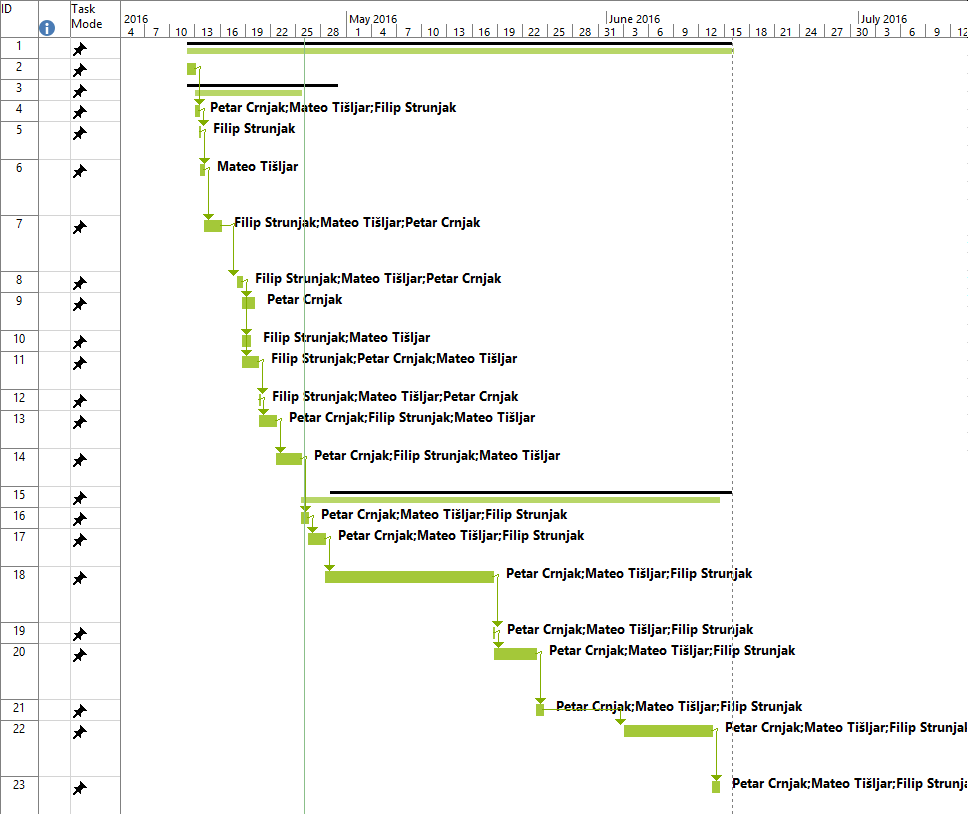 ID Task Mode 2016 May 2016 June 2016 July 2016
4 7 10 13 16 19 22 25 28 1 4 7 10 13 16 19 22 25 28 31 3 6 9 12 15 18 21 24 27 30 3 6 9 12
1
2
3
4 Petar Crnjak;Mateo Tišljar;Filip Strunjak
5 Filip Strunjak
6 Mateo Tišljar
7 Filip Strunjak;Mateo Tišljar;Petar Crnjak
8 Filip Strunjak;Mateo Tišljar;Petar Crnjak
9 Petar Crnjak
10 Filip Strunjak;Mateo Tišljar
11 Filip Strunjak;Petar Crnjak;Mateo Tišljar
12 Filip Strunjak;Mateo Tišljar;Petar Crnjak
13 Petar Crnjak;Filip Strunjak;Mateo Tišljar
14 Petar Crnjak;Filip Strunjak;Mateo Tišljar
15
16 Petar Crnjak;Mateo Tišljar;Filip Strunjak
17 Petar Crnjak;Mateo Tišljar;Filip Strunjak
18 Petar Crnjak;Mateo Tišljar;Filip Strunjak
19 Petar Crnjak;Mateo Tišljar;Filip Strunjak
20 Petar Crnjak;Mateo Tišljar;Filip Strunjak
21 Petar Crnjak;Mateo Tišljar;Filip Strunjak
22 Petar Crnjak;Mateo Tišljar;Filip Strunjak
23 Petar Crnjak;Mateo Tišljar;Filip Strunja